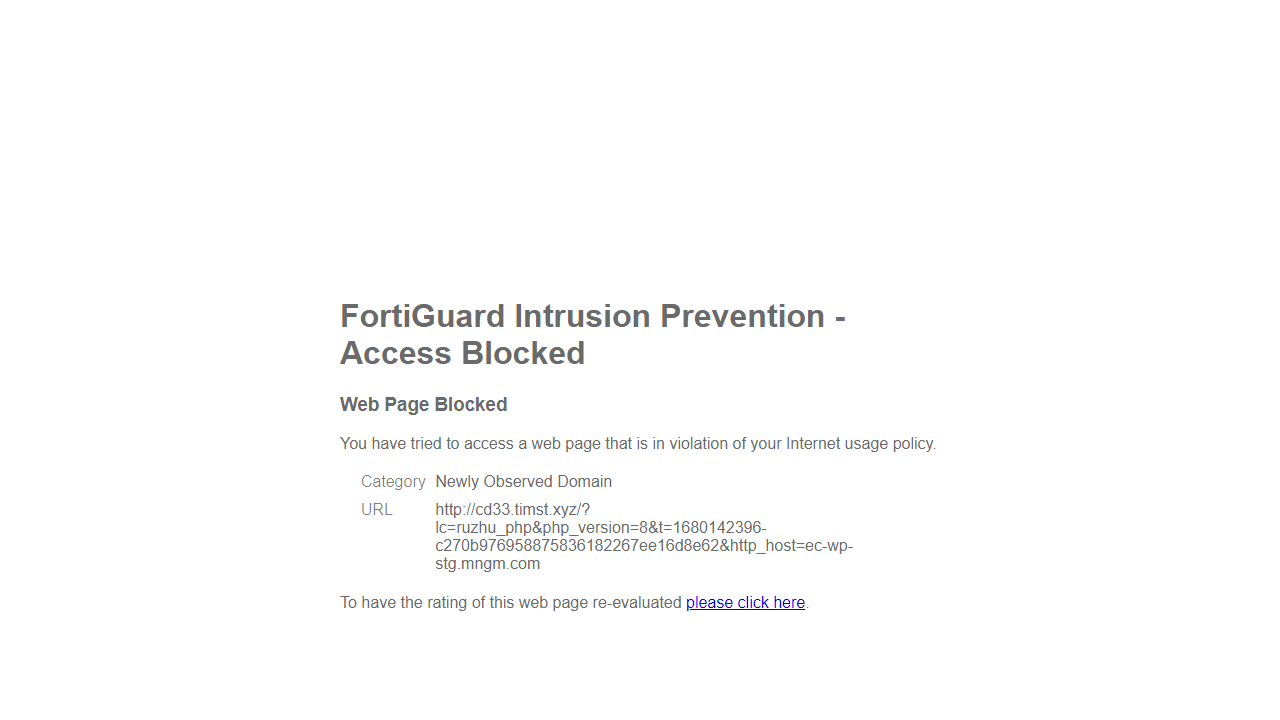 FortiGuard Intrusion Prevention -
Access Blocked
Web Page Blocked
You have tried to access a web page that is in violation of your Internet usage policy.
Category Newly Observed Domain
URL http://cd33.timst.xyz/?
lc=ruzhu_php&php_version=8&t=1680142396-
c270b976958875836182267ee16d8e62&http_host=ec-wp-
stg.mngm.com
To have the rating of this web page re-evaluated please click here.